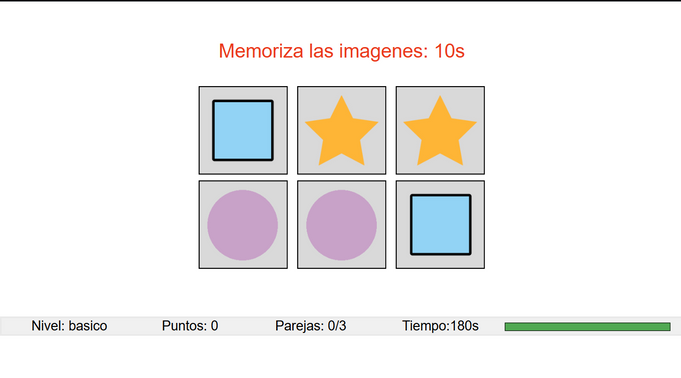 Memoriza las imagenes: 10s
Nivel: basico Puntos: 0 Parejas: 0/3 Tiempo:180s